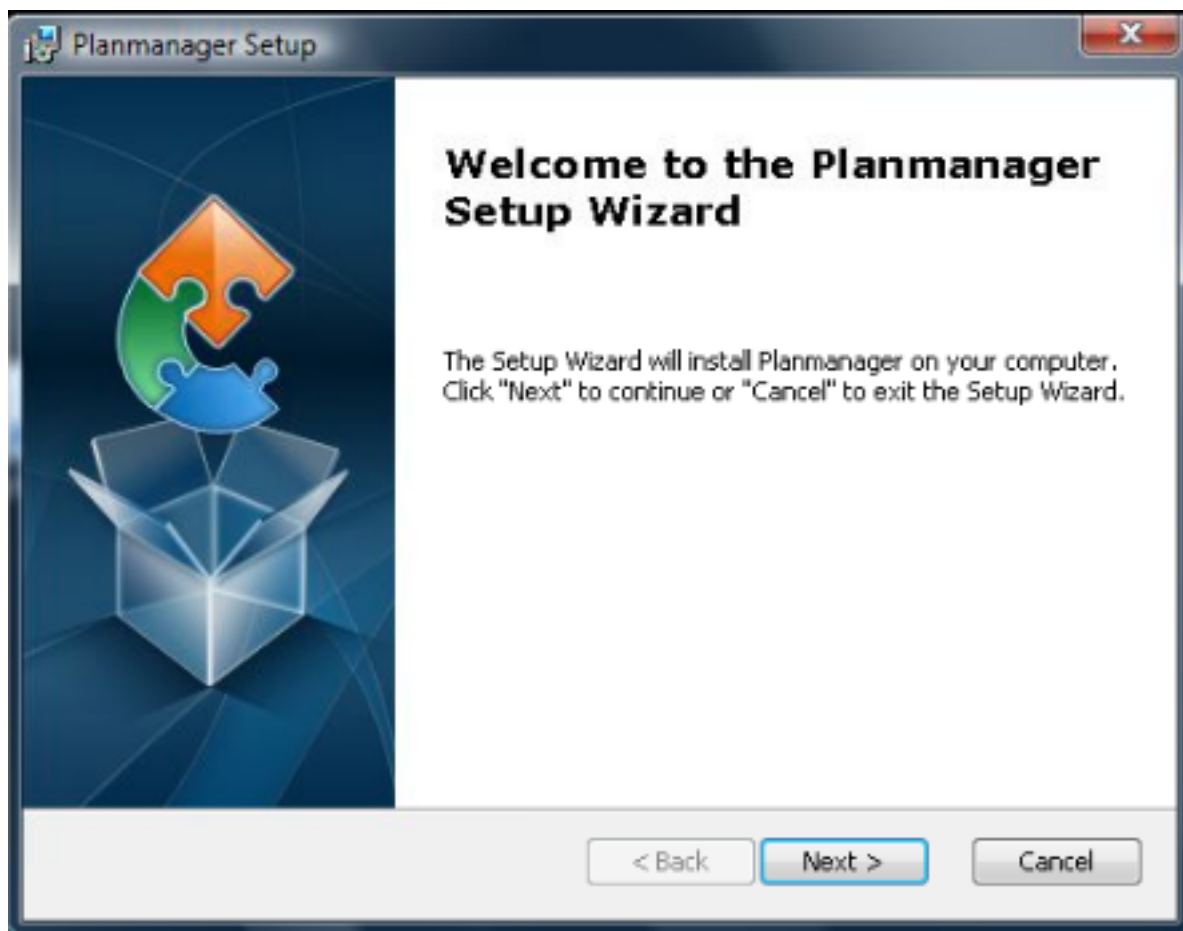 Planmanager Setup
Welcome to the Planmanager
Setup Wizard
The Setup Wizard will install Planmanager on your computer.
Click "Next" to continue or "Cancel" to exit the Setup Wizard.
< Back Next > Cancel